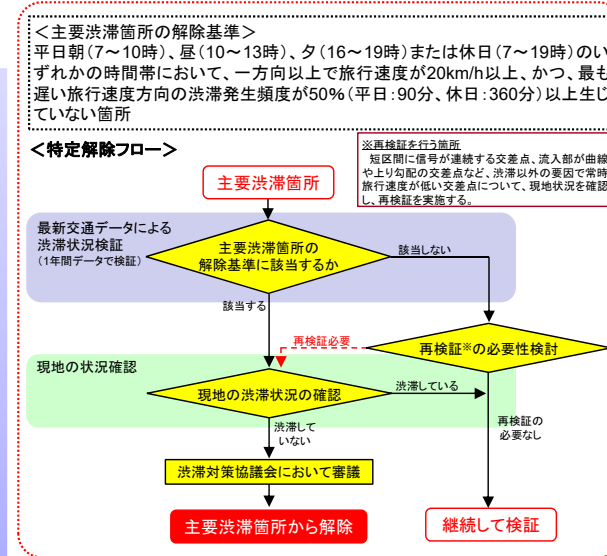 ＜主要渋滞箇所の解除基準＞
平日朝（7～10時）、昼（10～13時）、夕（16～19時）または休日（7～19時）のい
ずれかの時間帯において、一方向以上で旅行速度が20km/h以上、かつ、最も
遅い旅行速度方向の渋滞発生頻度が50%（平日：90分、休日：360分）以上生じ
ていない箇所
＜特定解除フロー＞
※再検証を行う箇所
短区間に信号が連続する交差点、流入部が曲線
や上り勾配の交差点など、渋滞以外の要因で常時
旅行速度が低い交差点について、現地状況を確認
し、再検証を実施する。
主要渋滞箇所
最新交通データによる
渋滞状況検証
（1年間データで検証）
主要渋滞箇所の
解除基準に該当するか
該当しない
該当する
再検証必要
再検証※の必要性検討
現地の状況確認
現地の渋滞状況の確認
渋滞している
渋滞して
いない
再検証の
必要なし
渋滞対策協議会において審議
主要渋滞箇所から解除
継続して検証